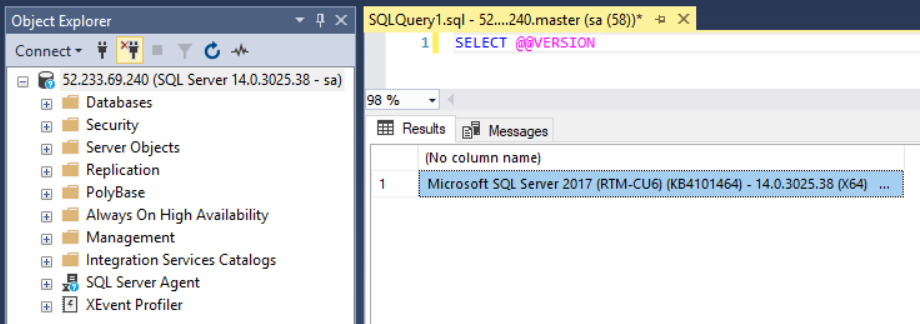 Object Explorer
Connect
52.233.69.240 (SQL Server 14.0.3025.38 - sa)
Databases
Security
Server Objects
Replication
PolyBase
Always On High Availability
Management
Integration Services Catalogs
SQL Server Agent
XEvent Profiler
SQLQuery1.sql - 52....240.master (sa (58))*
1 SELECT @@VERSION
98 %
Results Messages
(No column name)
1 Microsoft SQL Server 2017 (RTM-CU6) (KB4101464) - 14.0.3025.38 (X64) ...